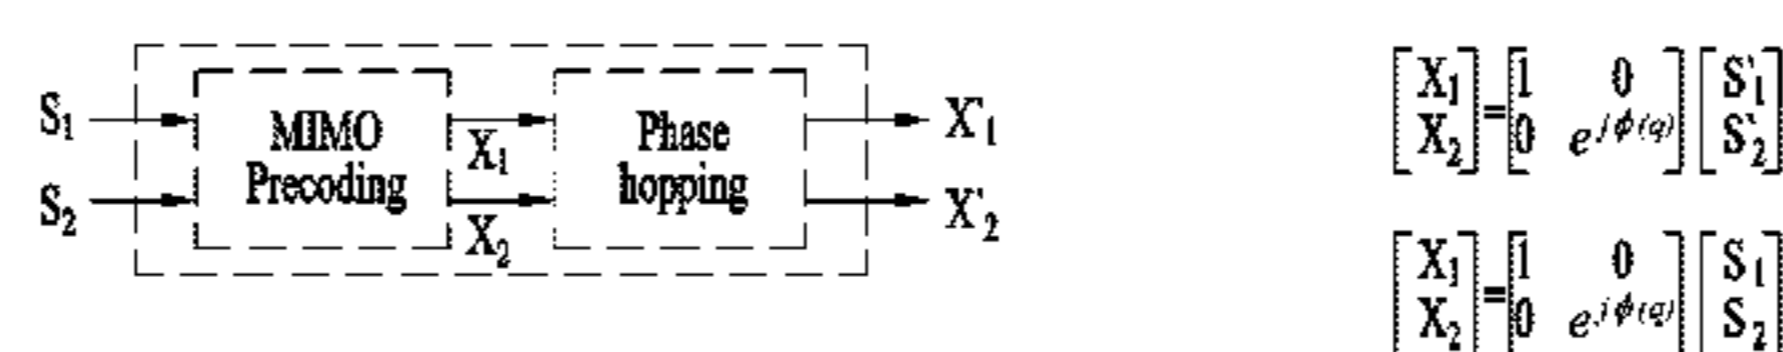 S1
S2
MIMO
Precoding
X1
X2
Phase
hopping
X'1
X'2
[X1 X2] = [1 0 0 e^jϕ(q)] [S'1 S'2]
[X1 X2] = [1 0 0 e^jϕ(q)] [S1 S2]